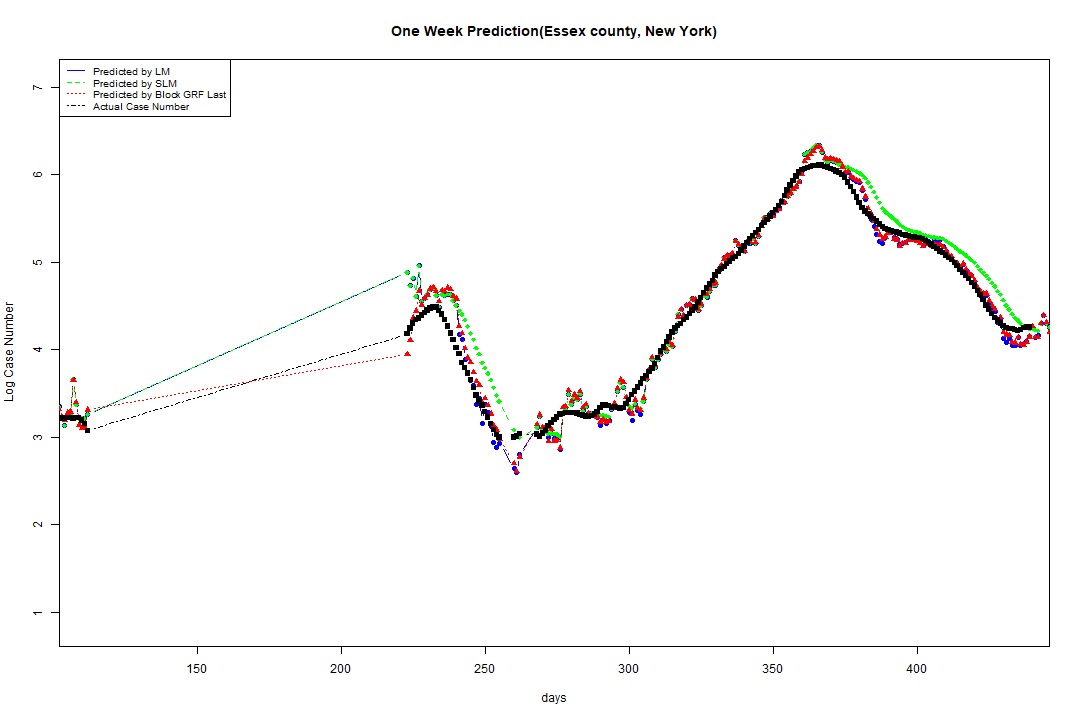 One Week Prediction(Essex county, New York)
Predicted by LM
Predicted by SLM
Predicted by Block GRF Last
Actual Case Number
7
6
5
4
3
2
1
Log Case Number
150
200
250
300
350
400
days